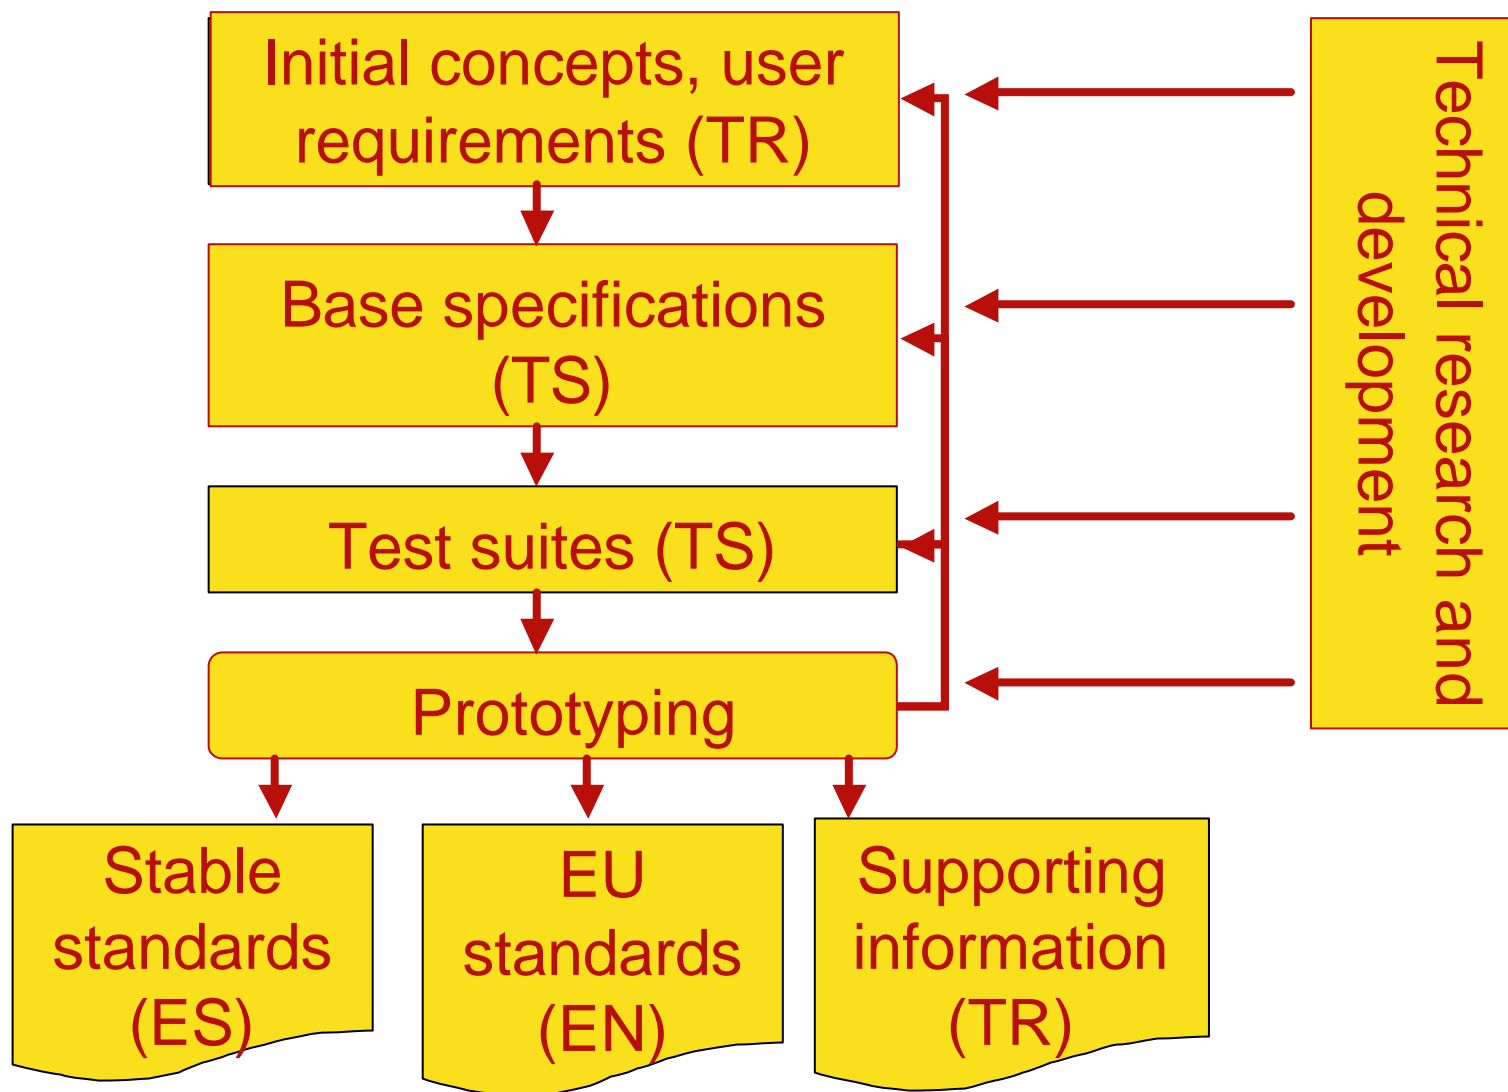 Initial concepts, user
requirements (TR)
Base specifications
(TS)
Test suites (TS)
Prototyping
Stable
standards
(ES)
EU
standards
(EN)
Supporting
information
(TR)
Technical research and
development